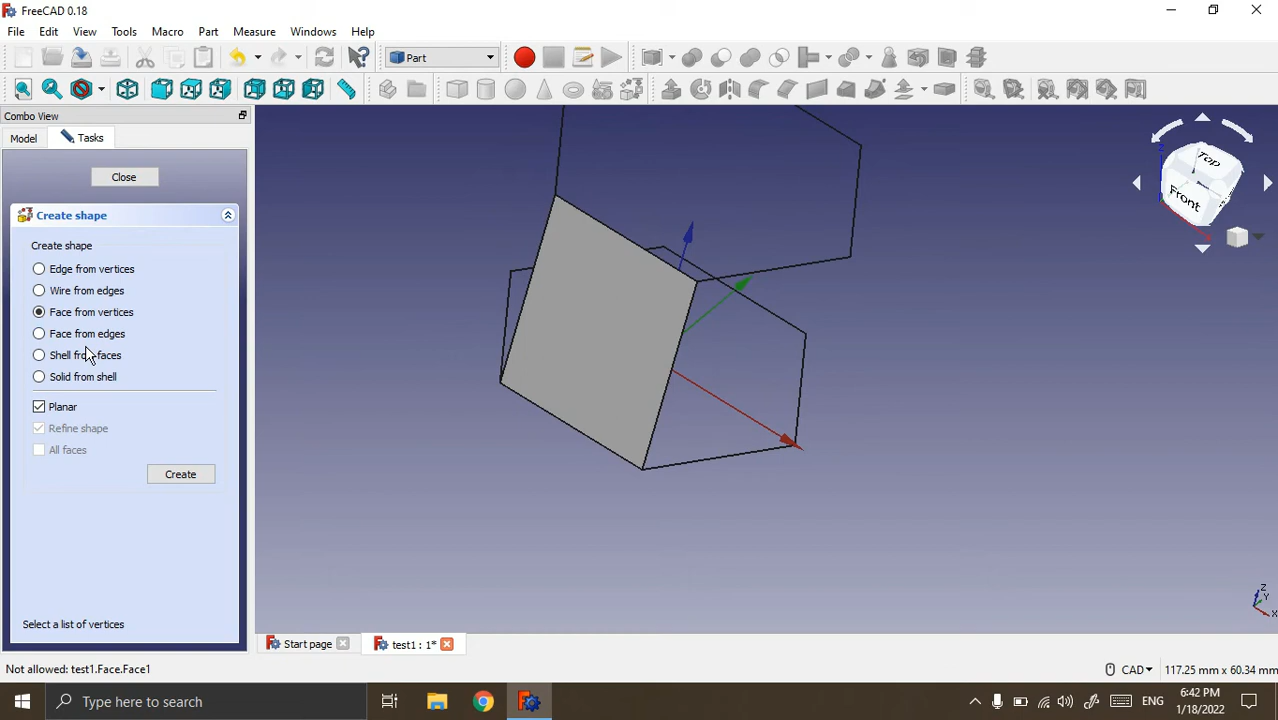 FreeCAD 0.18
File Edit View Tools Macro Part Measure Windows Help
Part
Combo View
Model Tasks
Close
Create shape
Create shape
Edge from vertices
Wire from edges
Face from vertices
Face from edges
Shell from faces
Solid from shell
Planar
Refine shape
All faces
Create
Select a list of vertices
Top
Front
Z
Z
Y
X
Start page test1 : 1*
Not allowed: test1.Face.Face1
CAD 117.25 mm x 60.34 mm
Type here to search
ENG
6:42 PM
1/18/2022